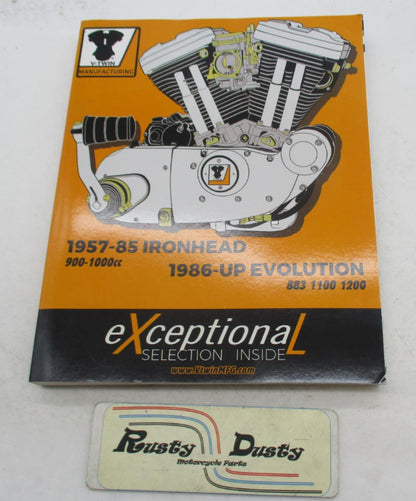 V-TWIN
MANUFACTURING
1957-85 IRONHEAD
900-1000cc
1986-UP EVOLUTION
883 1100 1200
eXceptionaL
SELECTION INSIDE
www.VtwinMFG.com
Rusty Dusty
Motorcycle Parts